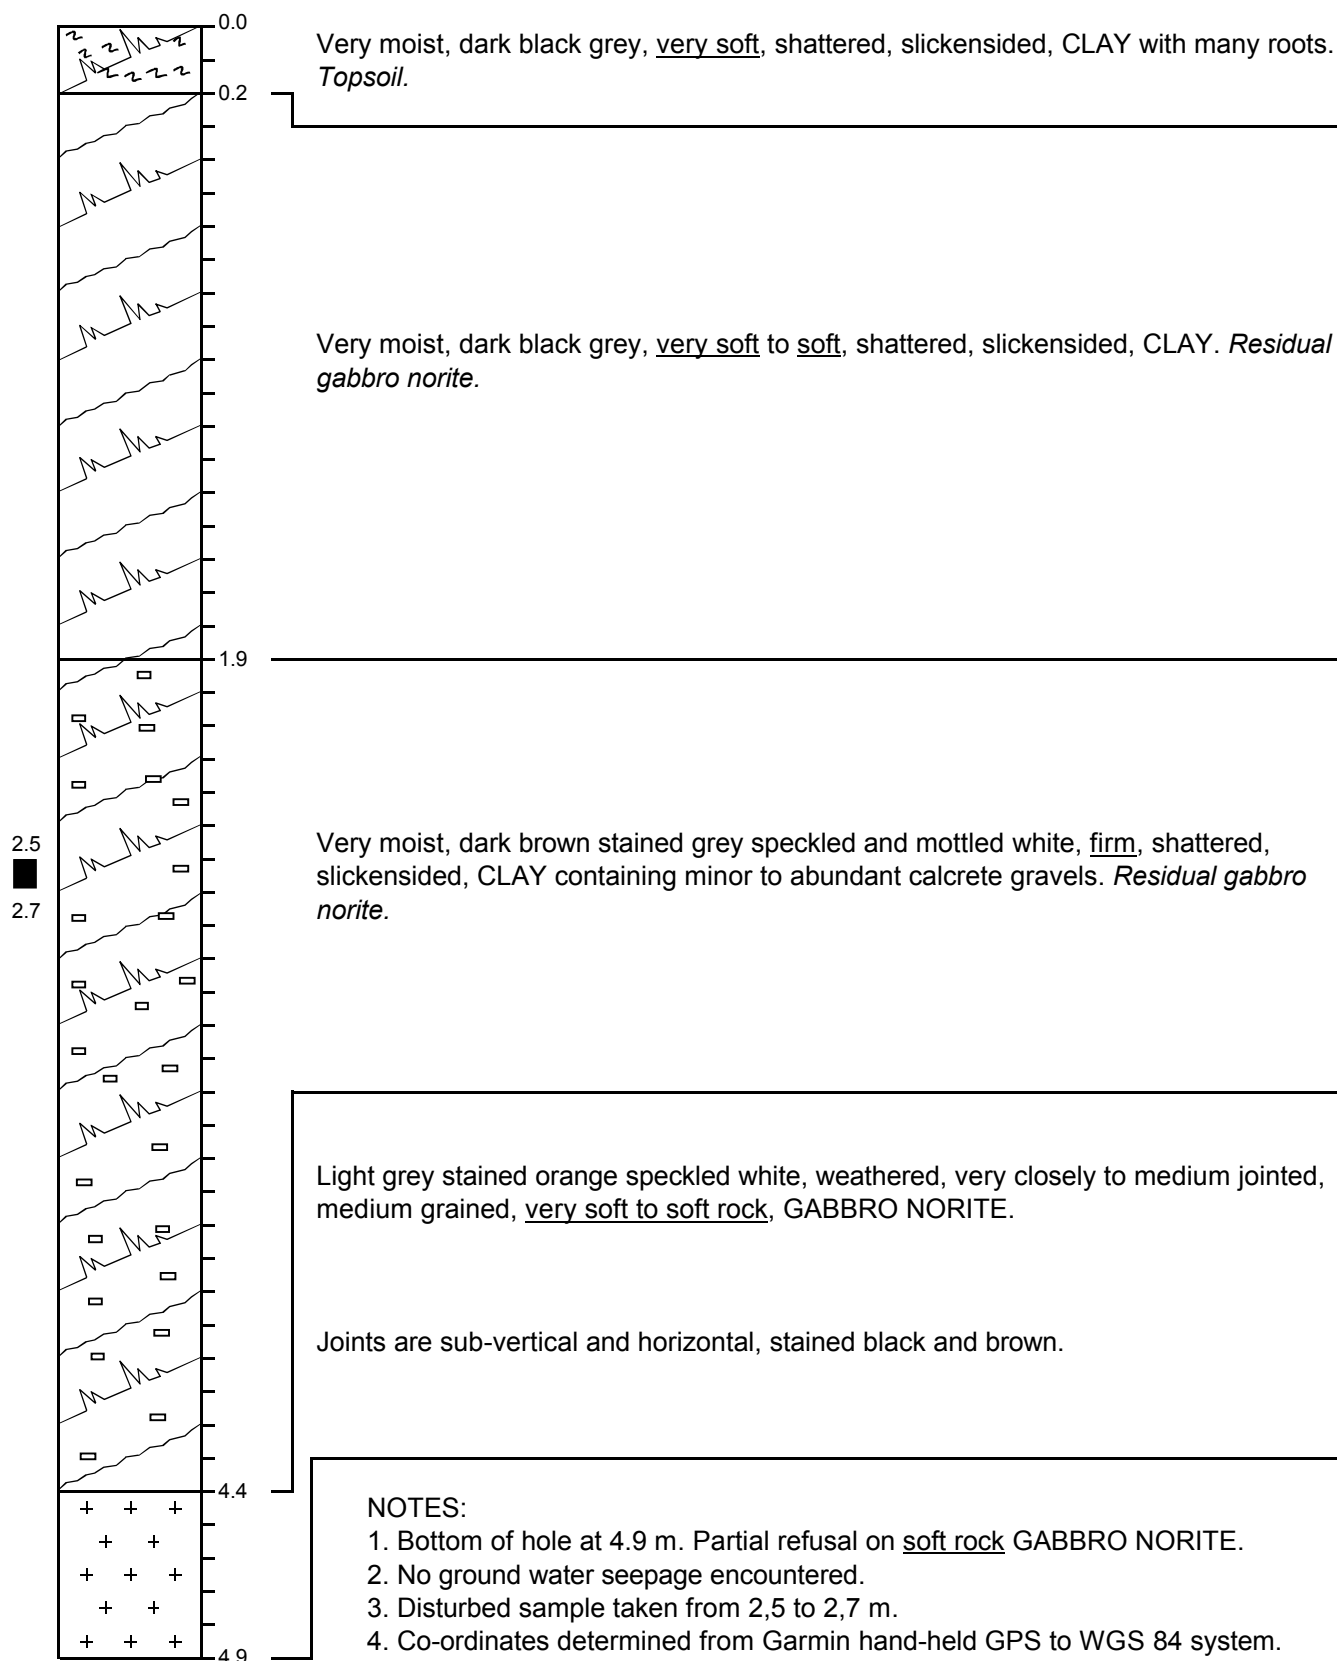 0.0
Very moist, dark black grey, very soft, shattered, slickensided, CLAY with many roots.
Topsoil.
0.2
Very moist, dark black grey, very soft to soft, shattered, slickensided, CLAY. Residual
gabbro norite.
1.9
2.5
2.7
Very moist, dark brown stained grey speckled and mottled white, firm, shattered,
slickensided, CLAY containing minor to abundant calcrete gravels. Residual gabbro
norite.
Light grey stained orange speckled white, weathered, very closely to medium jointed,
medium grained, very soft to soft rock, GABBRO NORITE.
Joints are sub-vertical and horizontal, stained black and brown.
4.4
NOTES:
1. Bottom of hole at 4.9 m. Partial refusal on soft rock GABBRO NORITE.
2. No ground water seepage encountered.
3. Disturbed sample taken from 2,5 to 2,7 m.
4. Co-ordinates determined from Garmin hand-held GPS to WGS 84 system.
4.9